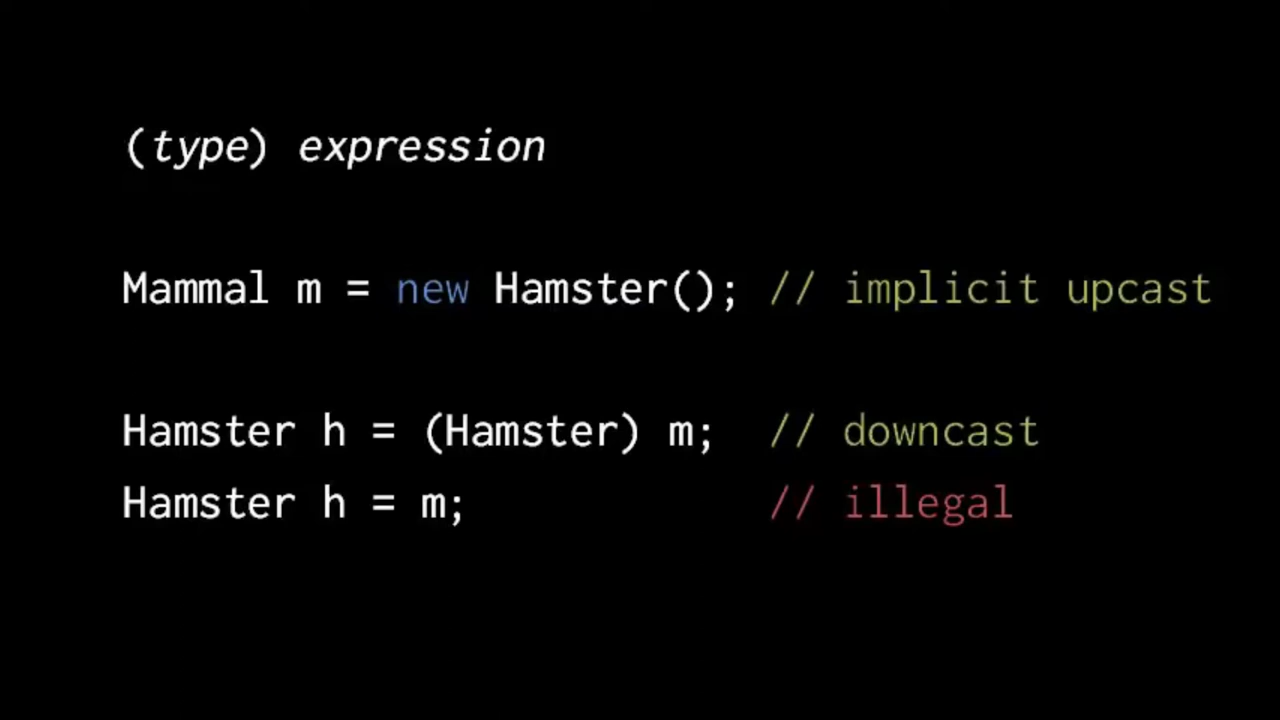 (type) expression
Mammal m = new Hamster(); // implicit upcast
Hamster h = (Hamster) m; // downcast
Hamster h = m; // illegal